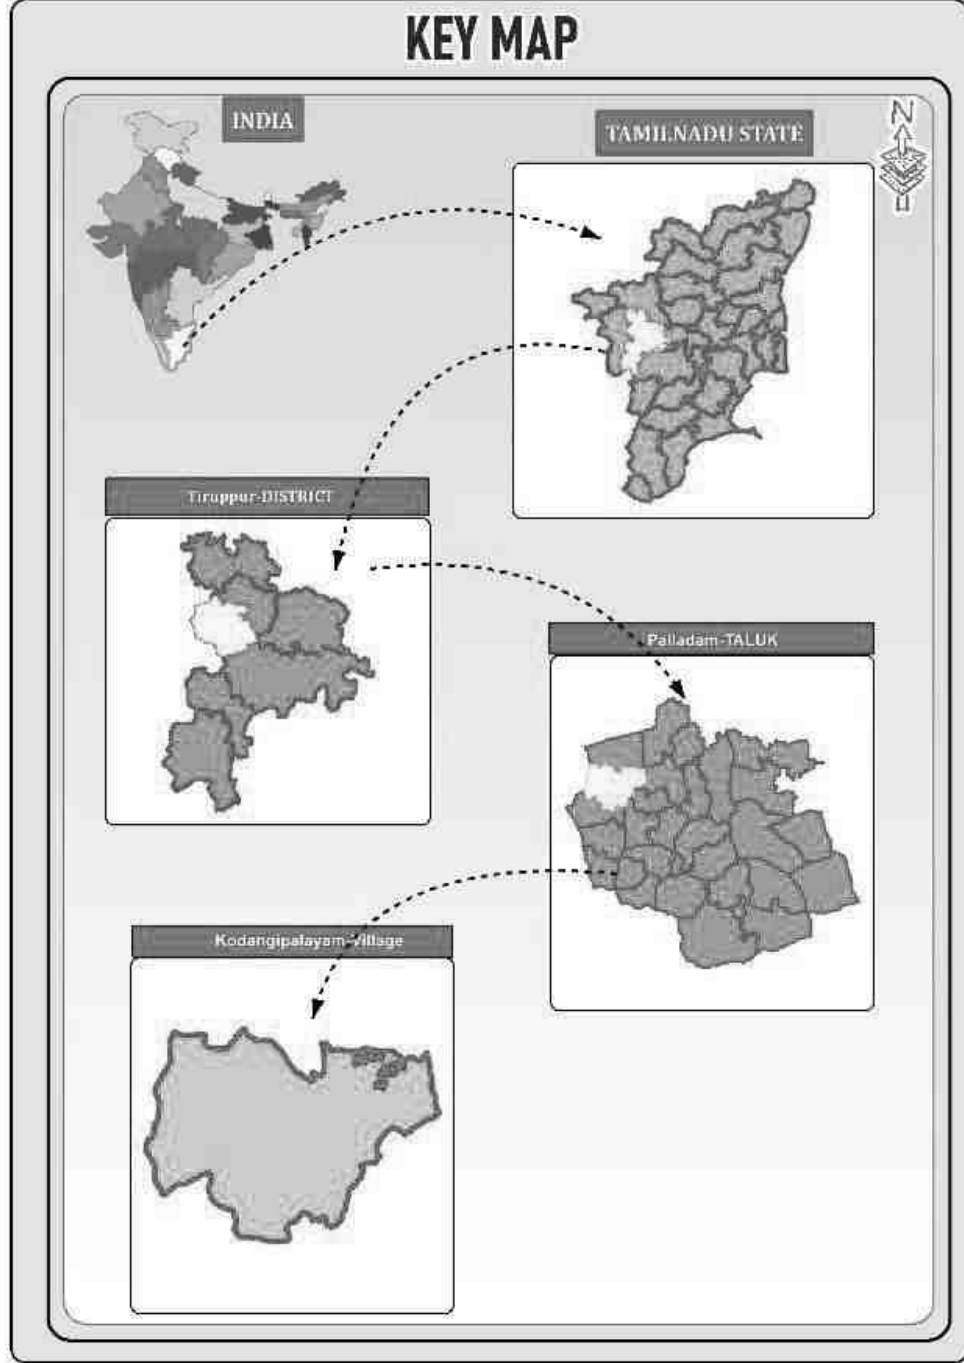 KEY MAP
INDIA
TAMILNADU STATE
N
Tiruppur-DISTRICT
Palladam-TALUK
Kodangipalayam-Village